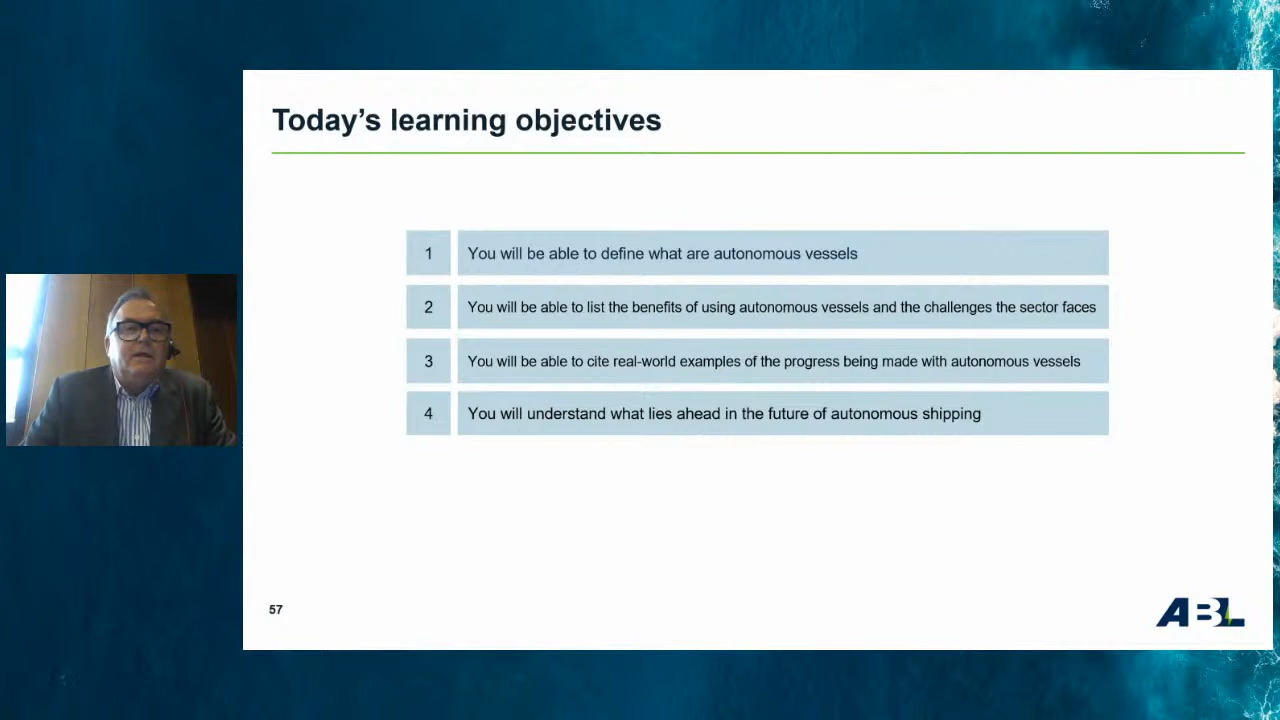 Today's learning objectives
1 You will be able to define what are autonomous vessels
2 You will be able to list the benefits of using autonomous vessels and the challenges the sector faces
3 You will be able to cite real-world examples of the progress being made with autonomous vessels
4 You will understand what lies ahead in the future of autonomous shipping
57
ABL